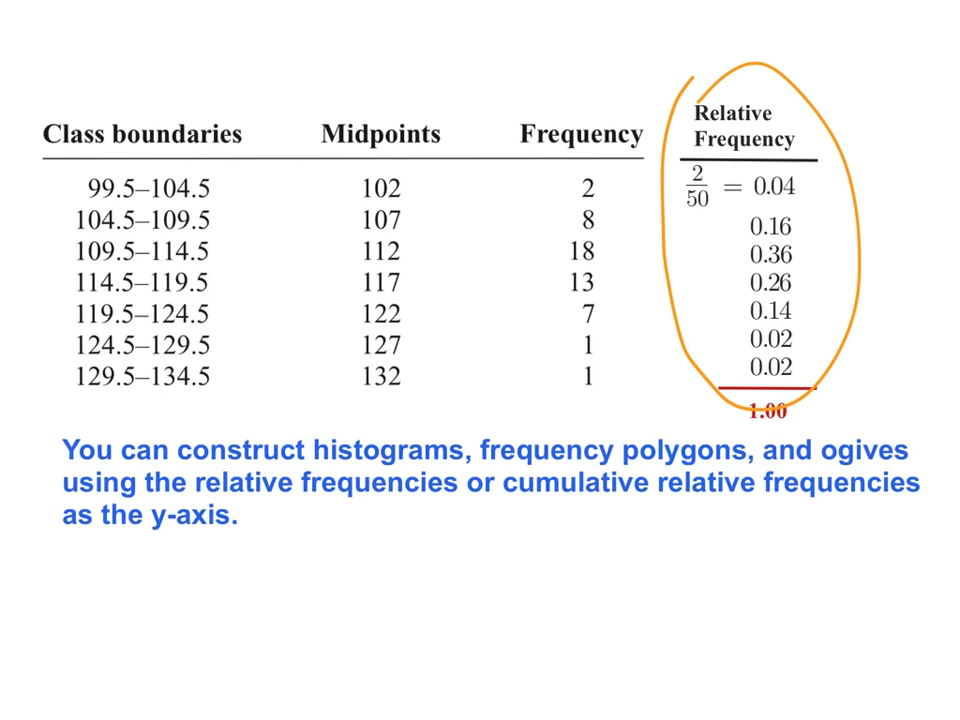 Class boundaries Midpoints Frequency Relative Frequency
99.5–104.5 102 2 2/50 = 0.04
104.5–109.5 107 8 0.16
109.5–114.5 112 18 0.36
114.5–119.5 117 13 0.26
119.5–124.5 122 7 0.14
124.5–129.5 127 1 0.02
129.5–134.5 132 1 0.02
1.00
You can construct histograms, frequency polygons, and ogives
using the relative frequencies or cumulative relative frequencies
as the y-axis.